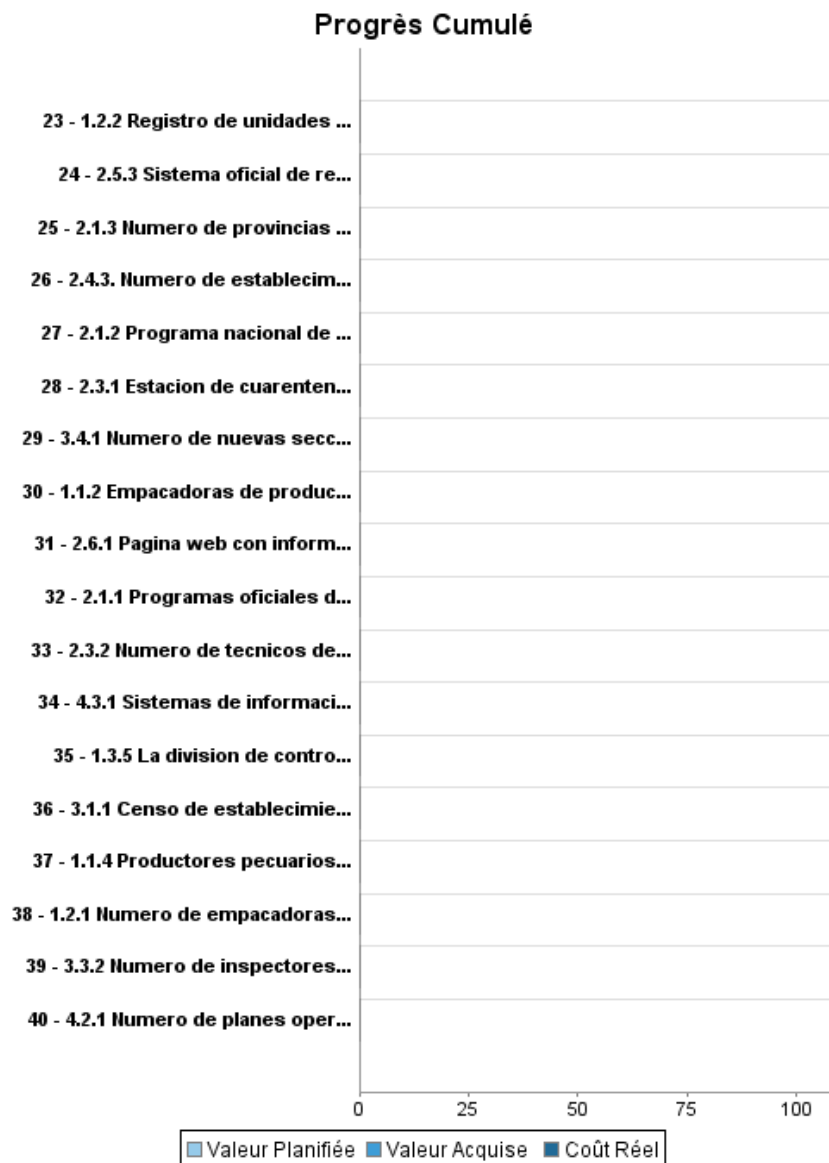 Progrès Cumulé
23 - 1.2.2 Registro de unidades ...
24 - 2.5.3 Sistema oficial de re...
25 - 2.1.3 Numero de provincias ...
26 - 2.4.3. Numero de establecim...
27 - 2.1.2 Programa nacional de ...
28 - 2.3.1 Estacion de cuarenten...
29 - 3.4.1 Numero de nuevas secc...
30 - 1.1.2 Empacadoras de produc...
31 - 2.6.1 Pagina web con inform...
32 - 2.1.1 Programas oficiales d...
33 - 2.3.2 Numero de tecnicos de...
34 - 4.3.1 Sistemas de informaci...
35 - 1.3.5 La division de contro...
36 - 3.1.1 Censo de establecimie...
37 - 1.1.4 Productores pecuarios...
38 - 1.2.1 Numero de empacadoras...
39 - 3.3.2 Numero de inspectores...
40 - 4.2.1 Numero de planes oper...
0 25 50 75 100
Valeur Planifiée Valeur Acquise Coût Réel